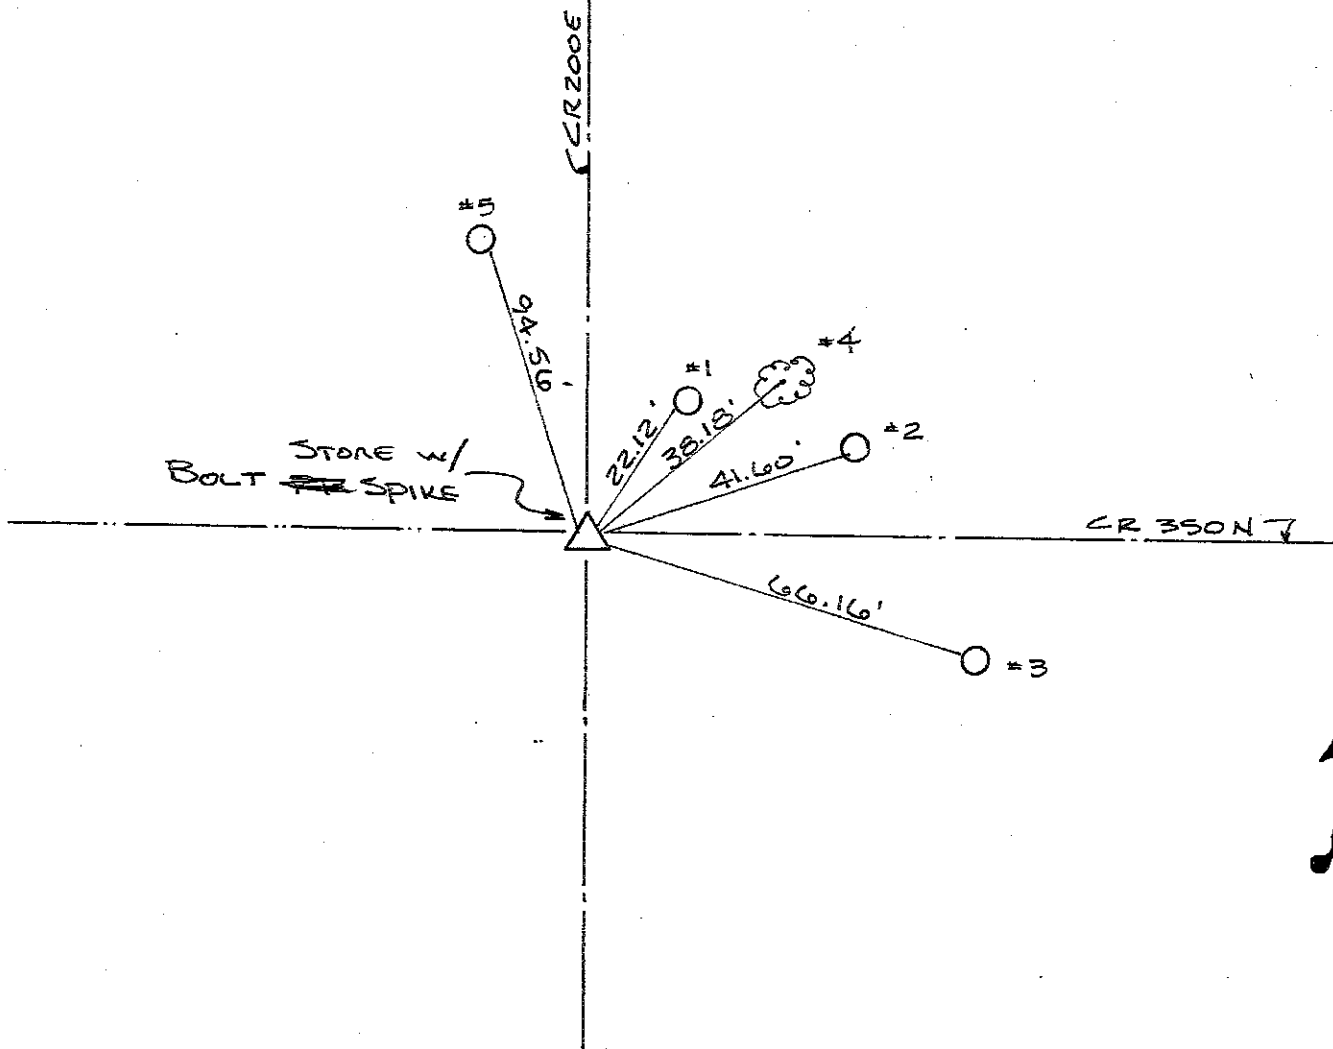 CR 200E
#5
94.56'
#1
#4
22.12'
38.18'
#2
41.60'
STORE w/
BOLT SPIKE
CR 350N
66.16'
#3